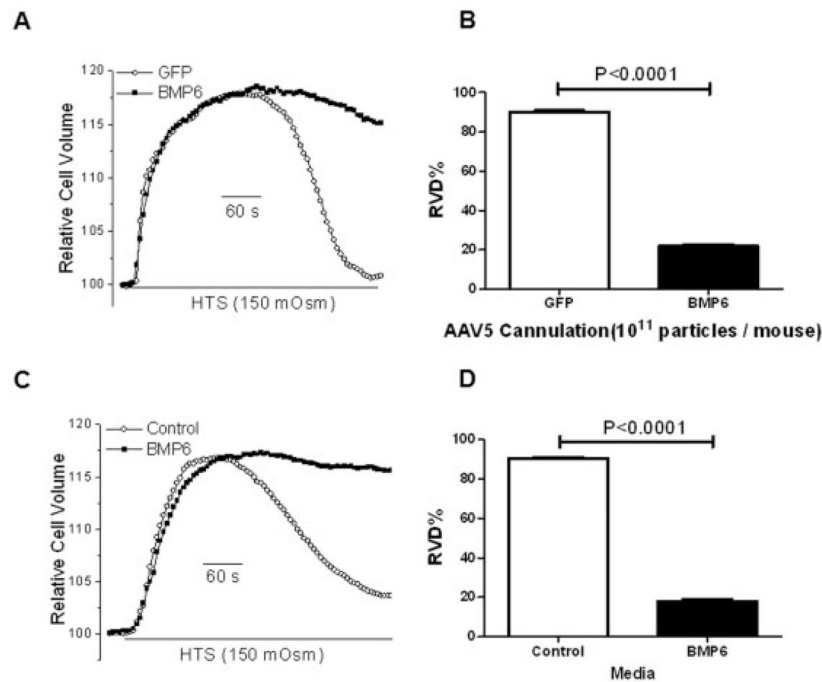 A
GFP
BMP6
120
115
110
105
100
Relative Cell Volume
60 s
HTS (150 mOsm)
B
P<0.0001
100
80
60
40
20
0
RVD%
GFP
BMP6
AAV5 Cannulation(10¹¹ particles / mouse)
C
Control
BMP6
120
115
110
105
100
Relative Cell Volume
60 s
HTS (150 mOsm)
D
P<0.0001
100
80
60
40
20
0
RVD%
Control
BMP6
Media